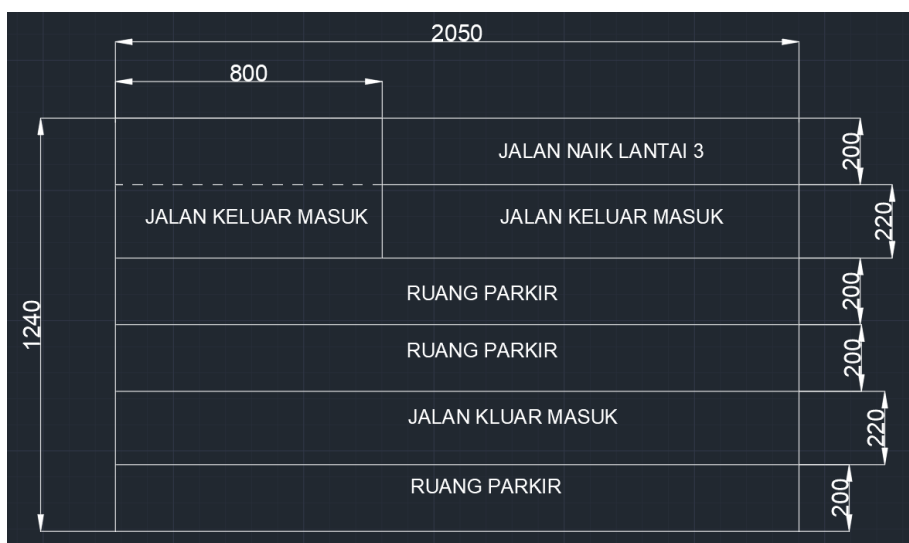 2050
800
JALAN NAIK LANTAI 3
200
JALAN KELUAR MASUK
JALAN KELUAR MASUK
220
RUANG PARKIR
200
1240
RUANG PARKIR
200
JALAN KLUAR MASUK
220
RUANG PARKIR
200